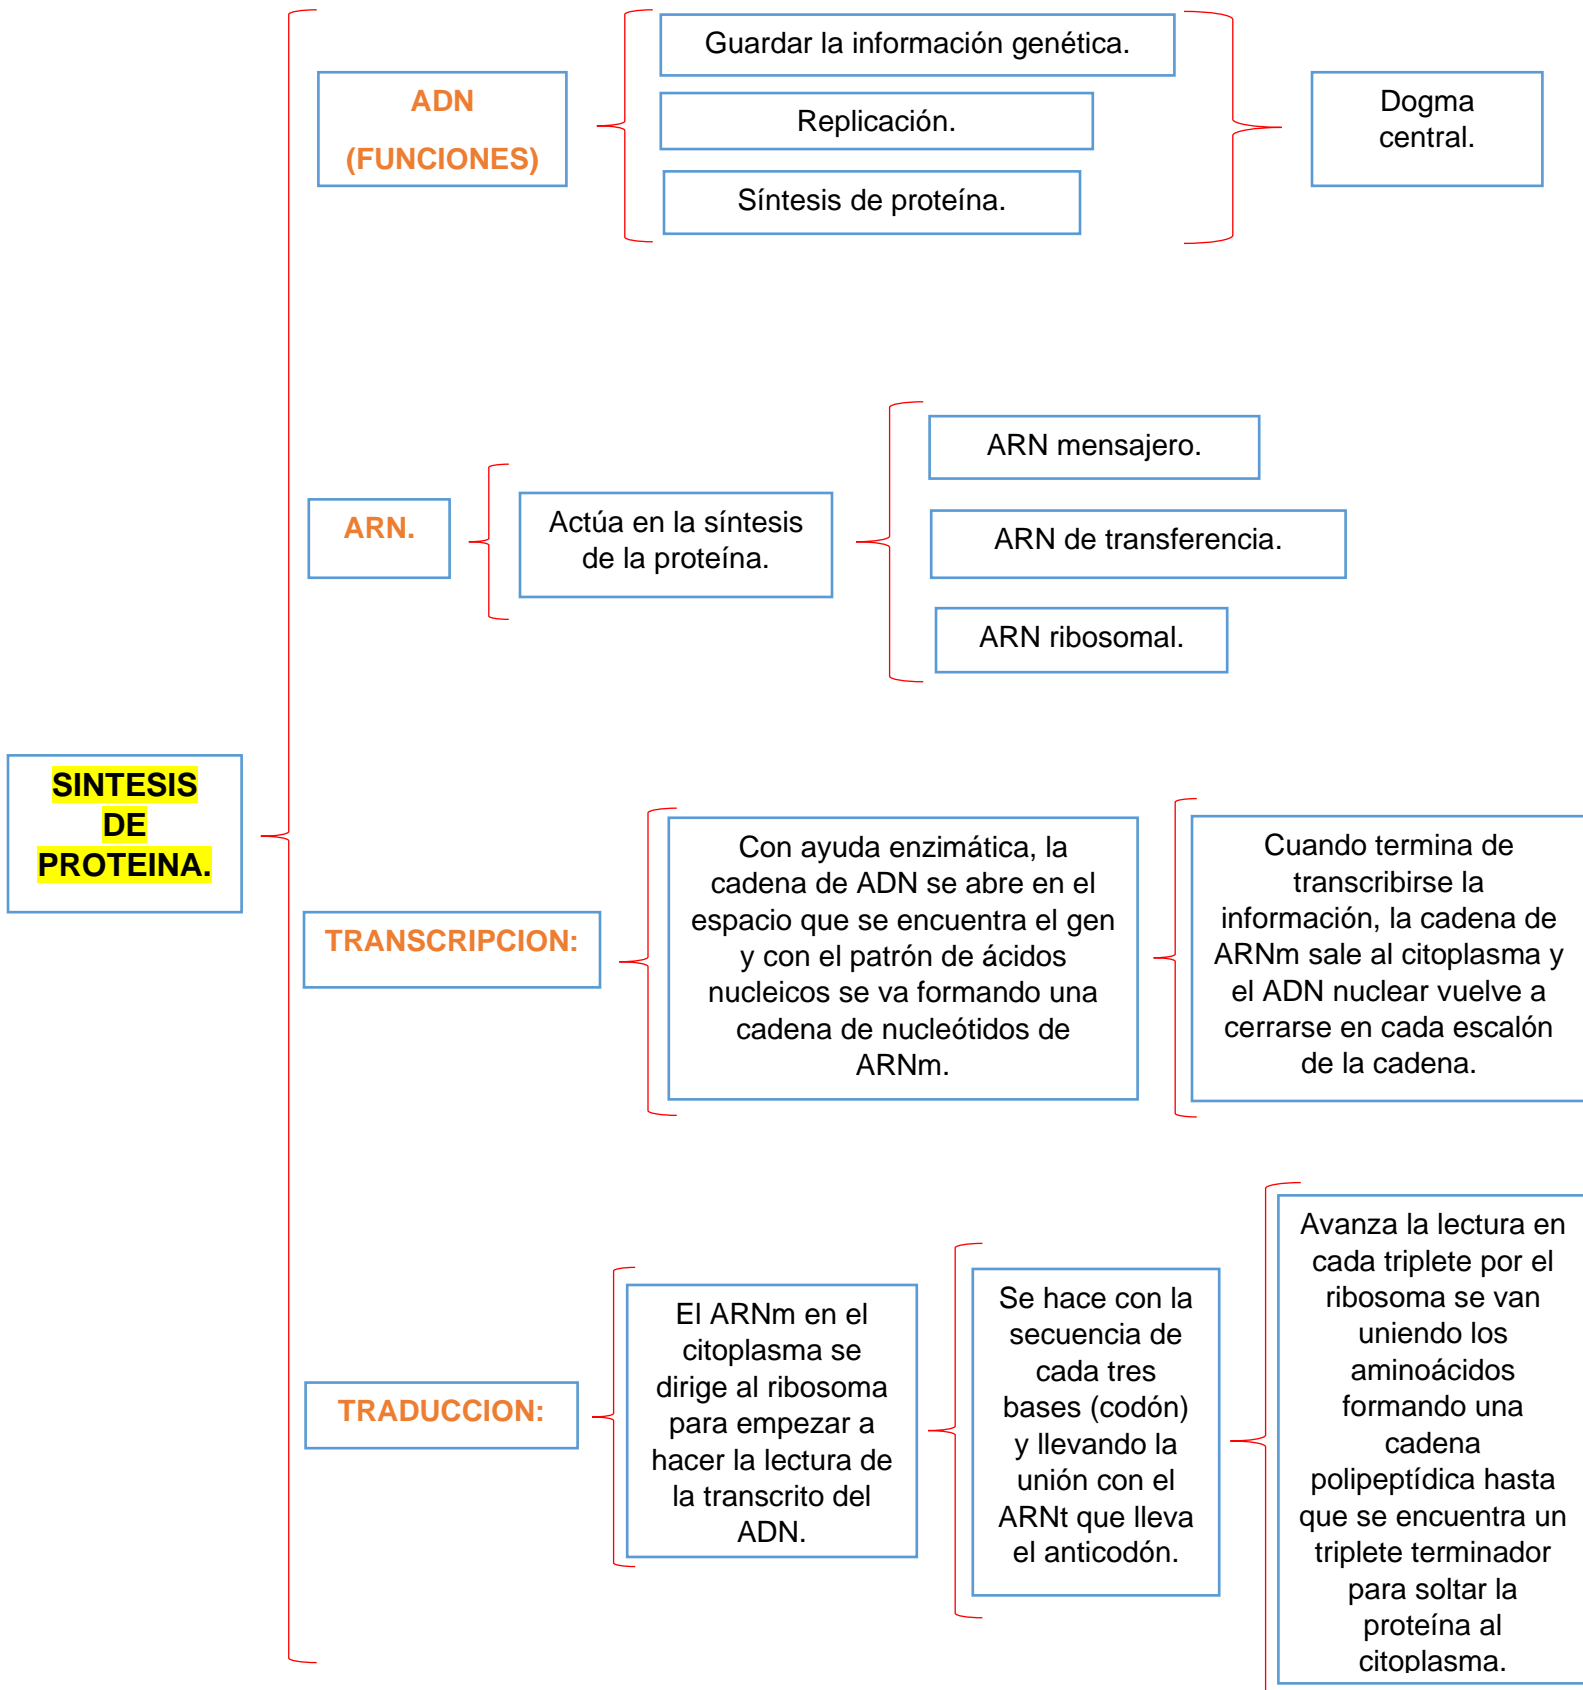 SINTESIS
DE
PROTEINA.
ADN
(FUNCIONES)
Guardar la información genética.
Replicación.
Síntesis de proteína.
Dogma
central.
ARN.
Actúa en la síntesis
de la proteína.
ARN mensajero.
ARN de transferencia.
ARN ribosomal.
TRANSCRIPCION:
Con ayuda enzimática, la
cadena de ADN se abre en el
espacio que se encuentra el gen
y con el patrón de ácidos
nucleicos se va formando una
cadena de nucleótidos de
ARNm.
Cuando termina de
transcribirse la
información, la cadena de
ARNm sale al citoplasma y
el ADN nuclear vuelve a
cerrarse en cada escalón
de la cadena.
TRADUCCION:
El ARNm en el
citoplasma se
dirige al ribosoma
para empezar a
hacer la lectura de
la transcrito del
ADN.
Se hace con la
secuencia de
cada tres
bases (codón)
y llevando la
unión con el
ARNt que lleva
el anticodón.
Avanza la lectura en
cada triplete por el
ribosoma se van
uniendo los
aminoácidos
formando una
cadena
polipeptídica hasta
que se encuentra un
triplete terminador
para soltar la
proteína al
citoplasma.